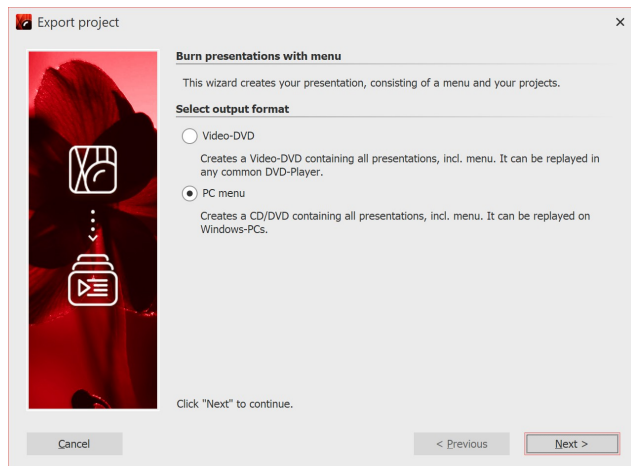 Export project
Burn presentations with menu
This wizard creates your presentation, consisting of a menu and your projects.
Select output format
Video-DVD
Creates a Video-DVD containing all presentations, incl. menu. It can be replayed in
any common DVD-Player.
PC menu
Creates a CD/DVD containing all presentations, incl. menu. It can be replayed on
Windows-PCs.
Click "Next" to continue.
Cancel
< Previous
Next >